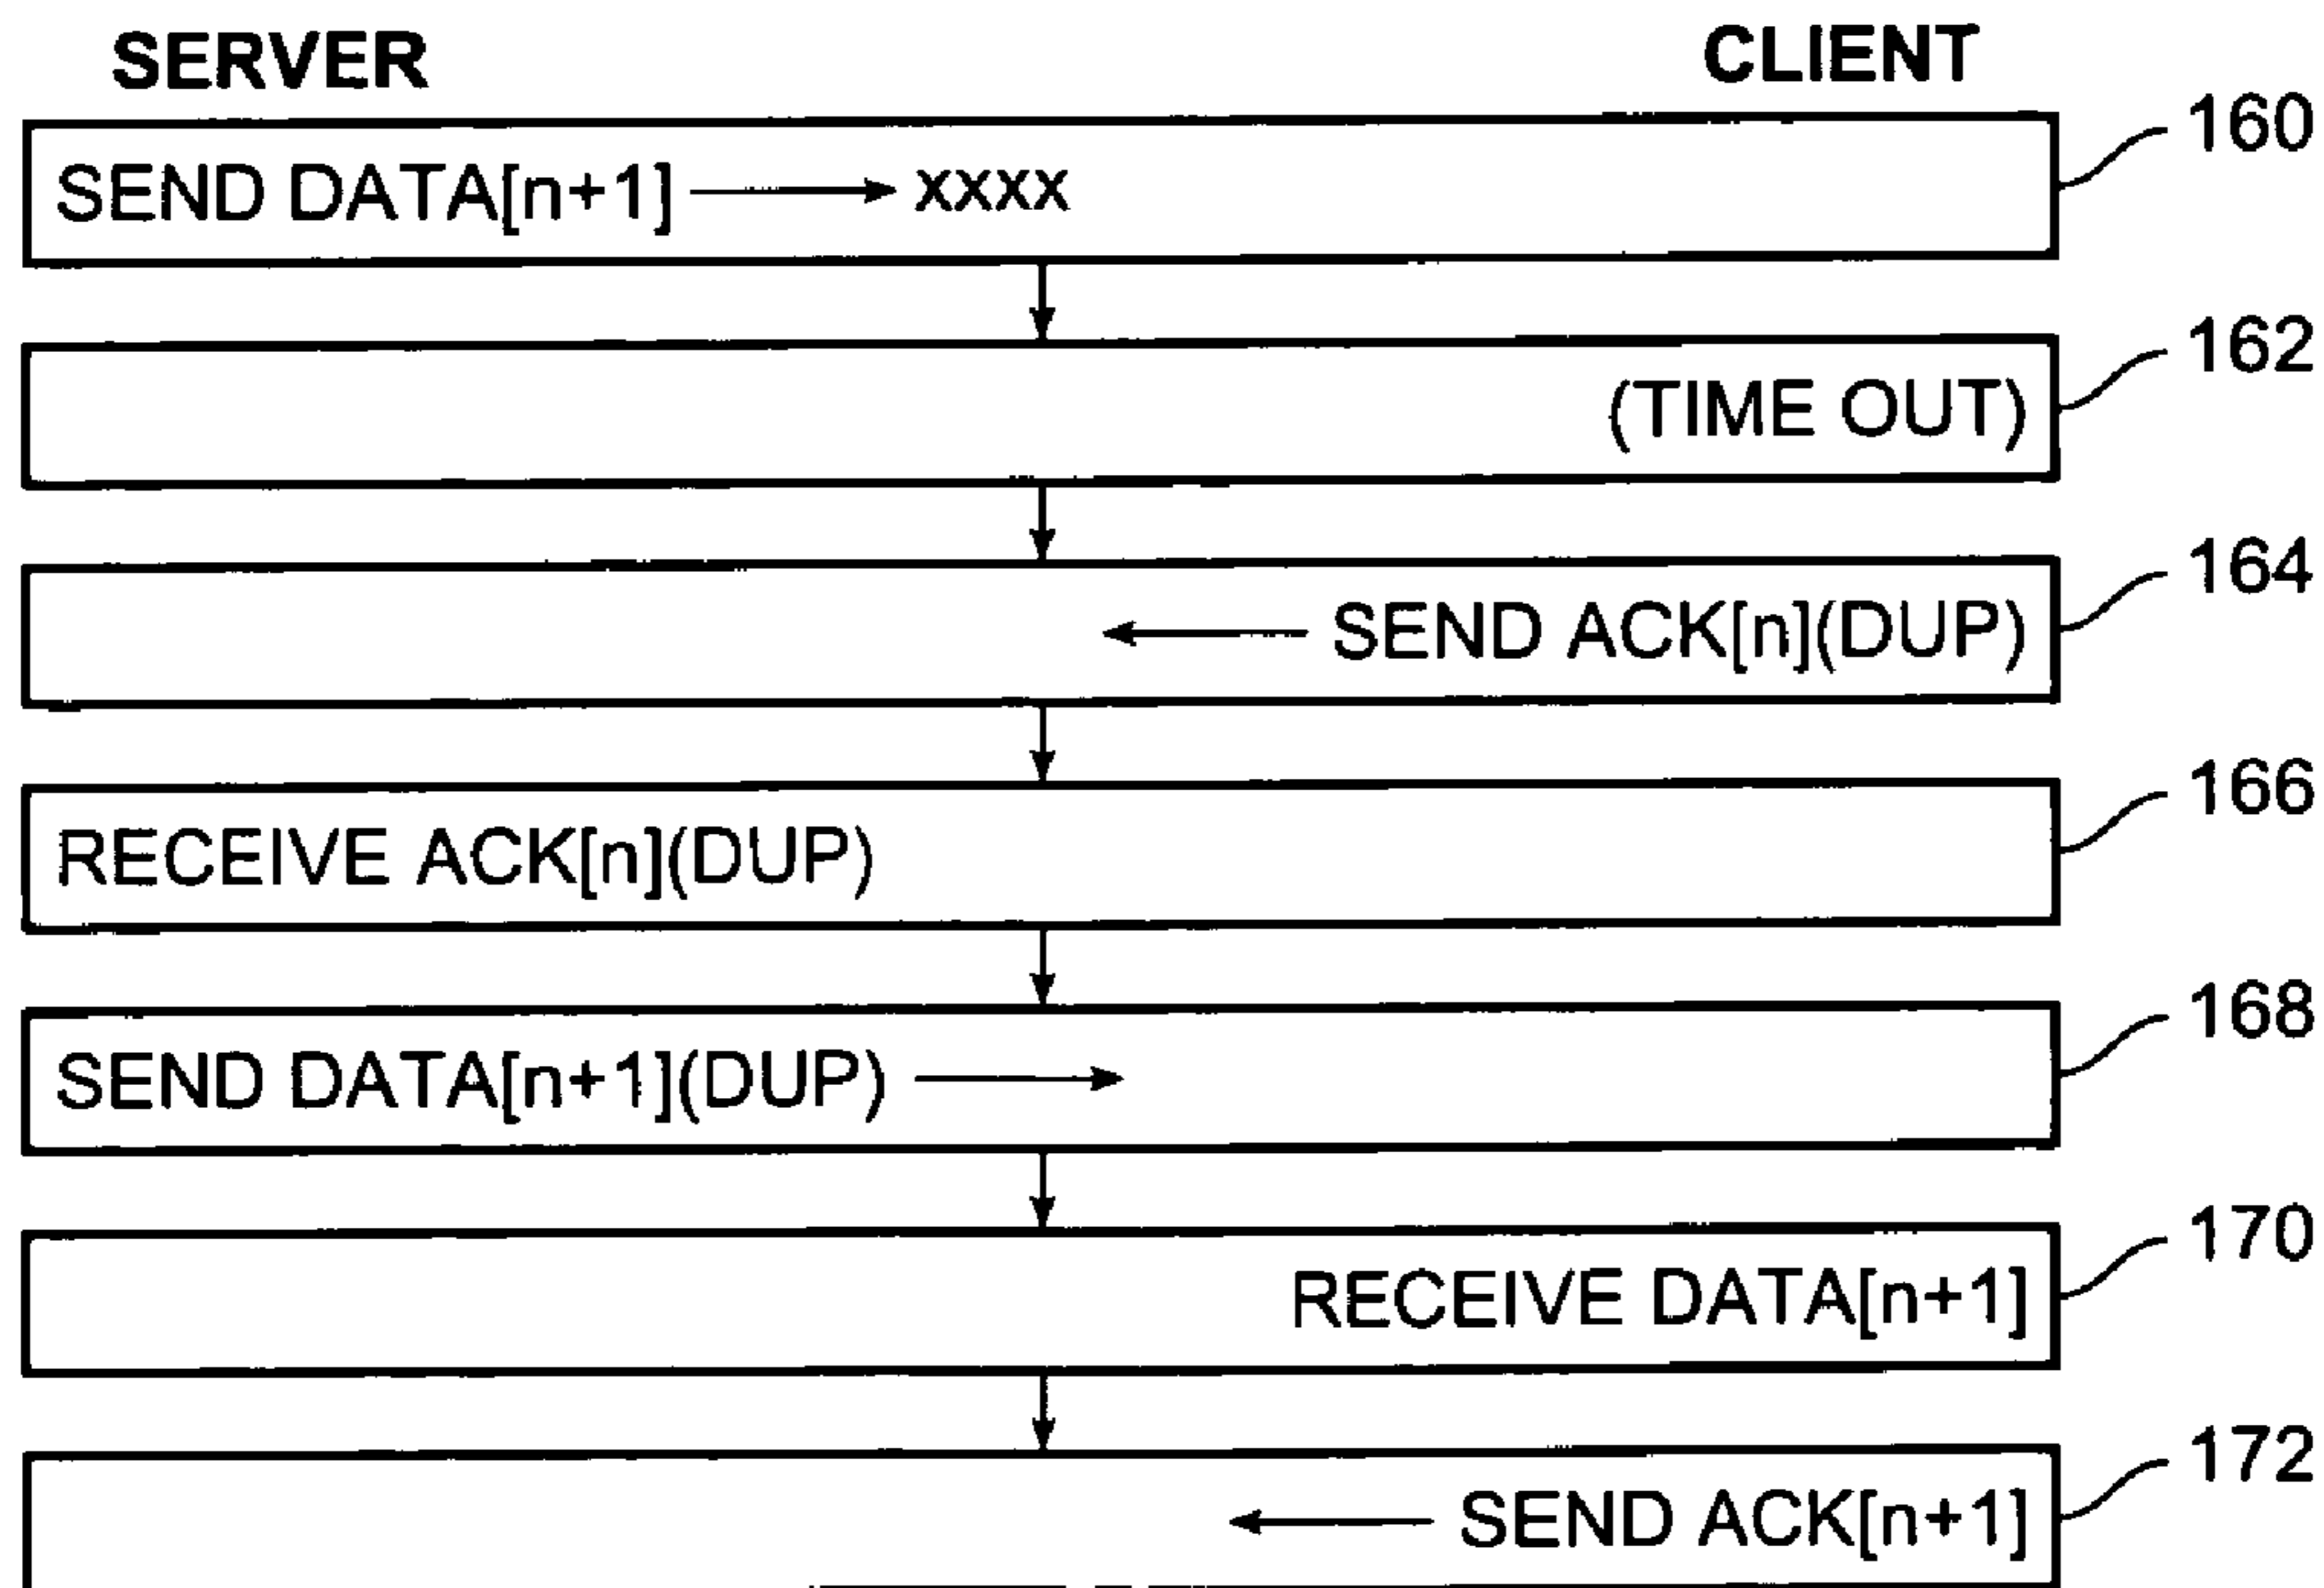 SERVER CLIENT
160
SEND DATA[n+1] xxxx
162
(TIME OUT)
164
SEND ACK[n](DUP)
166
RECEIVE ACK[n](DUP)
168
SEND DATA[n+1](DUP)
170
RECEIVE DATA[n+1]
172
SEND ACK[n+1]